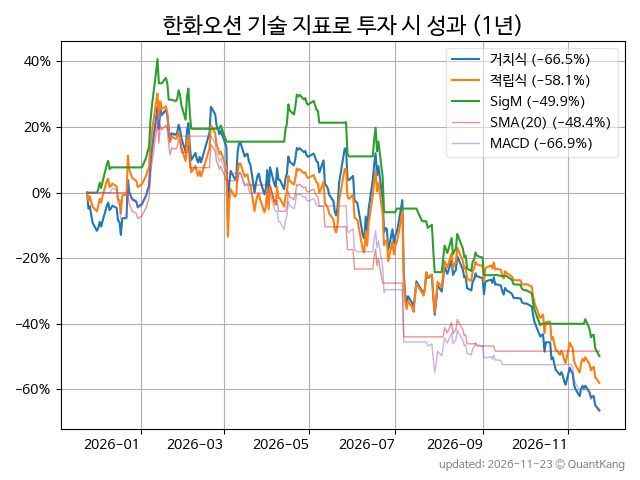 한화오션 기술 지표로 투자 시 성과 (1년)
거치식 (−66.5%)
적립식 (−58.1%)
SigM (−49.9%)
SMA(20) (−48.4%)
MACD (−66.9%)
40%
20%
0%
−20%
−40%
−60%
2026-01 2026-03 2026-05 2026-07 2026-09 2026-11
updated: 2026-11-23 © QuantKang